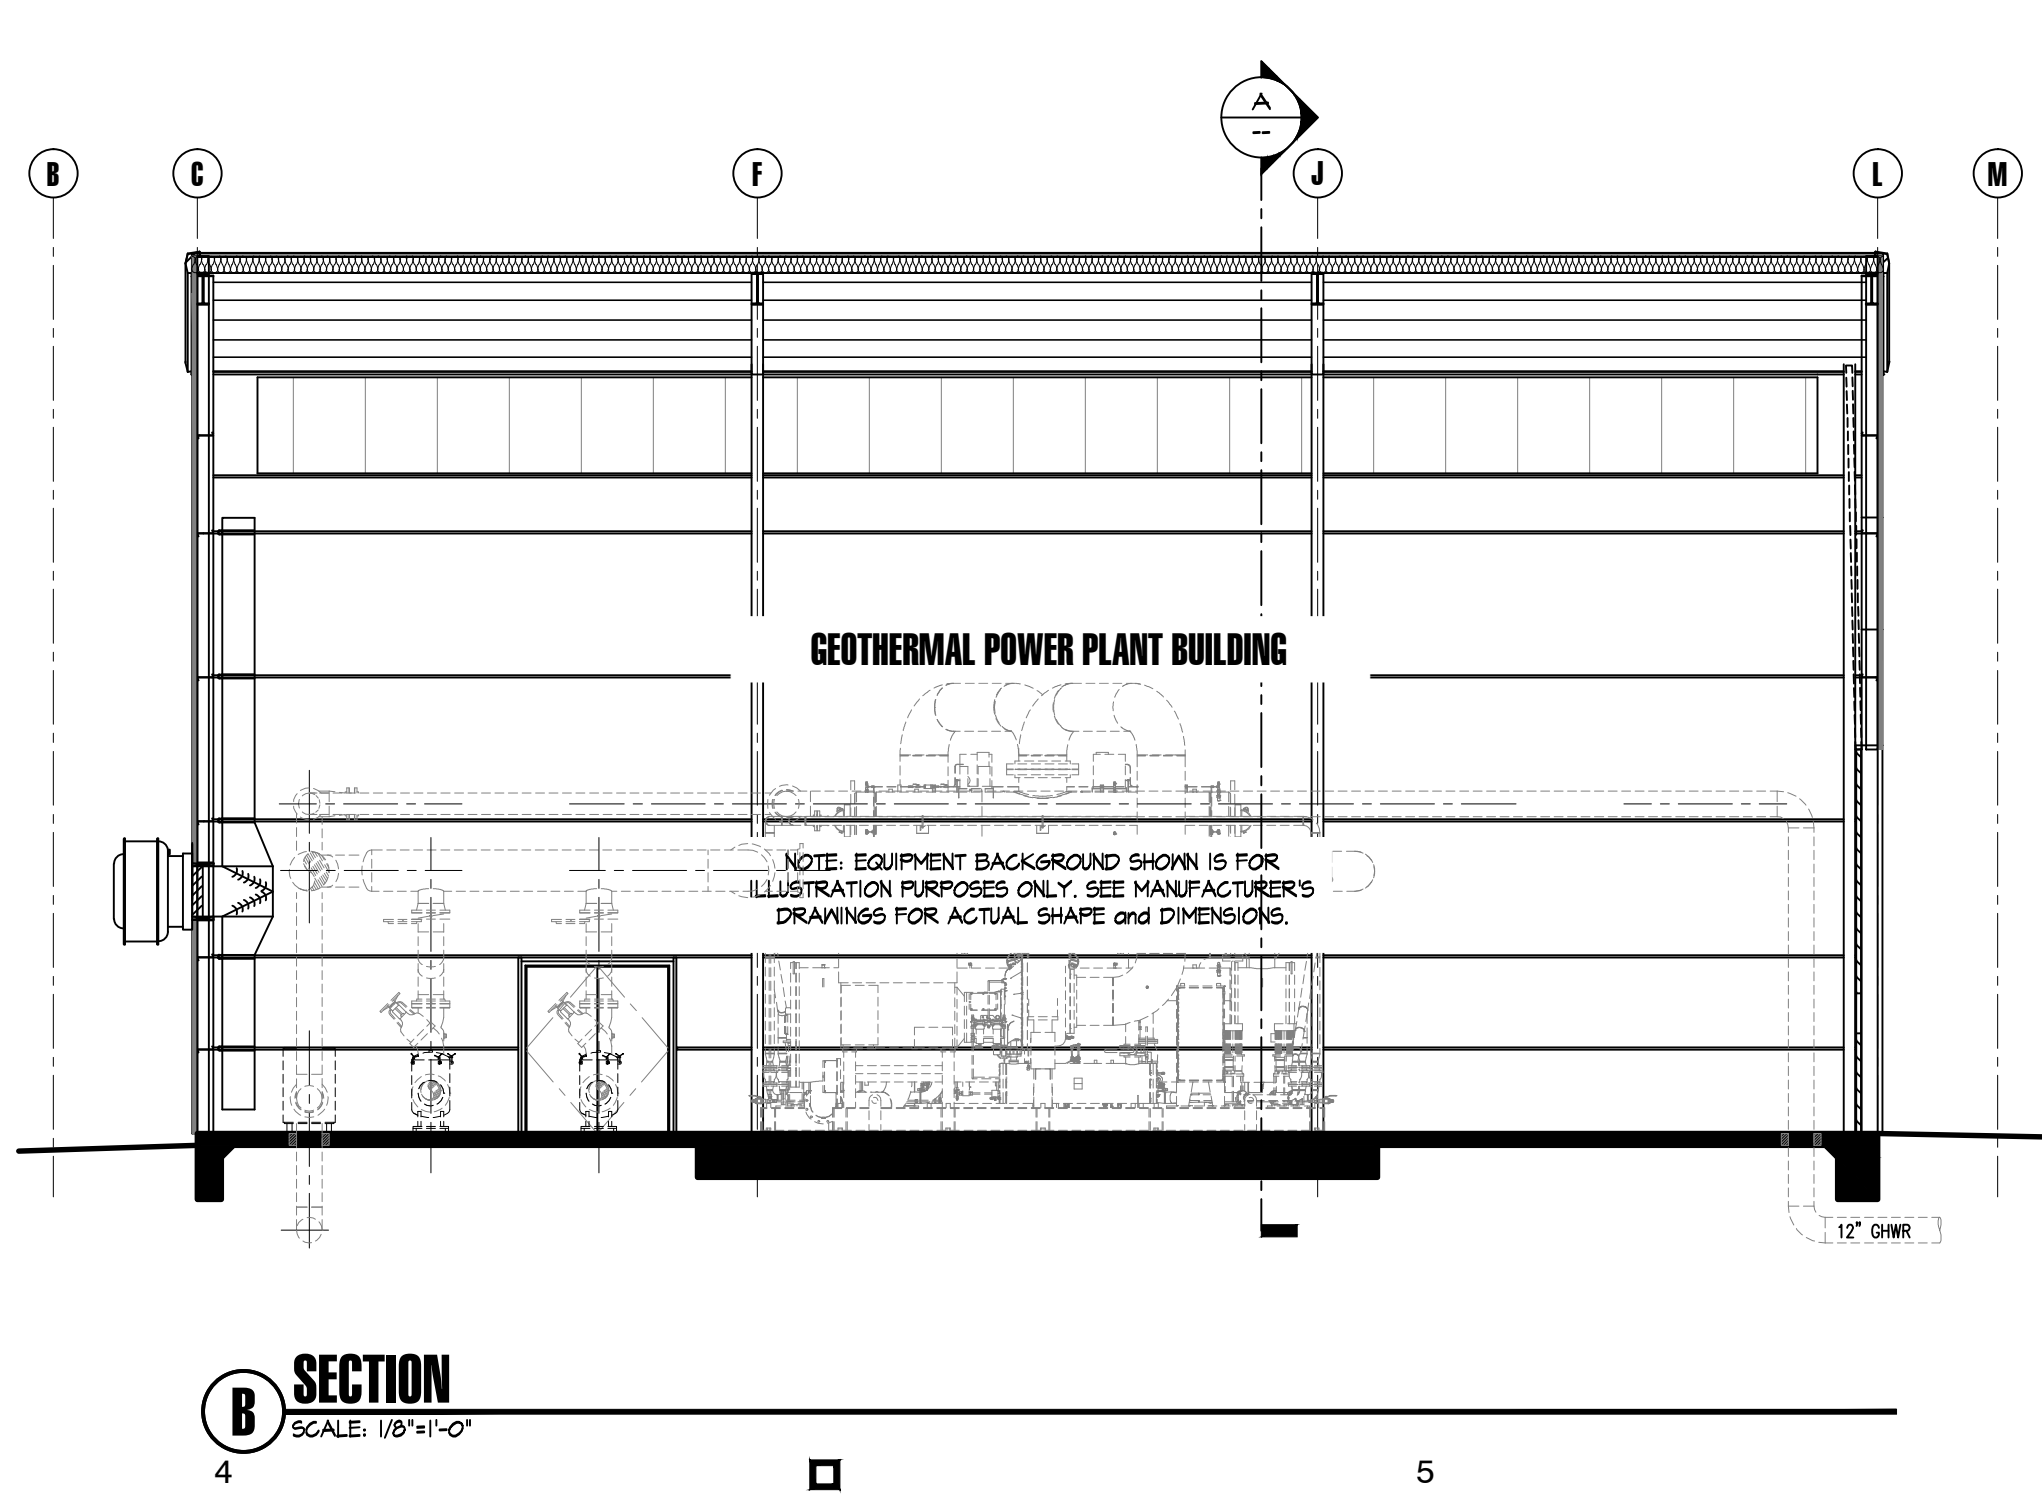 A
--
B
C
F
J
L
M
GEOTHERMAL POWER PLANT BUILDING
NOTE: EQUIPMENT BACKGROUND SHOWN IS FOR
ILLUSTRATION PURPOSES ONLY. SEE MANUFACTURER'S
DRAWINGS FOR ACTUAL SHAPE and DIMENSIONS.
12" GHWR
B
SECTION
SCALE: 1/8"=1'-0"
4
5